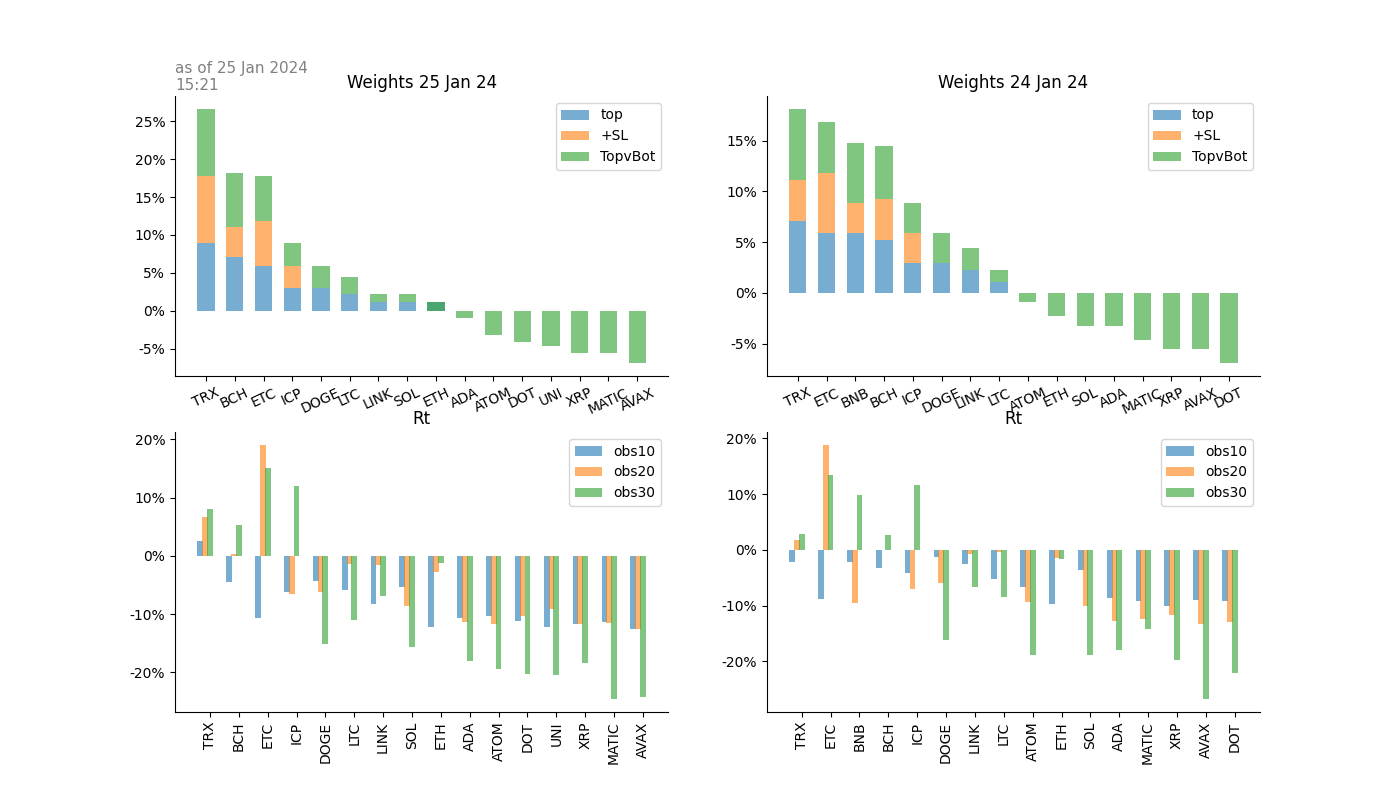 as of 25 Jan 2024
15:21
Weights 25 Jan 24
25%
20%
15%
10%
5%
0%
-5%
top
+SL
TopvBot
TRX BCH ETC ICP DOGE LTC LINK SOL ETH ADA ATOM DOT UNI XRP MATIC AVAX
Weights 24 Jan 24
15%
10%
5%
0%
-5%
top
+SL
TopvBot
TRX ETC BNB BCH ICP DOGE LINK LTC ATOM ETH SOL ADA MATIC XRP AVAX DOT
Rt
20%
10%
0%
-10%
-20%
obs10
obs20
obs30
TRX BCH ETC ICP DOGE LTC LINK SOL ETH ADA ATOM DOT UNI XRP MATIC AVAX
Rt
20%
10%
0%
-10%
-20%
obs10
obs20
obs30
TRX ETC BNB BCH ICP DOGE LINK LTC ATOM ETH SOL ADA MATIC XRP AVAX DOT